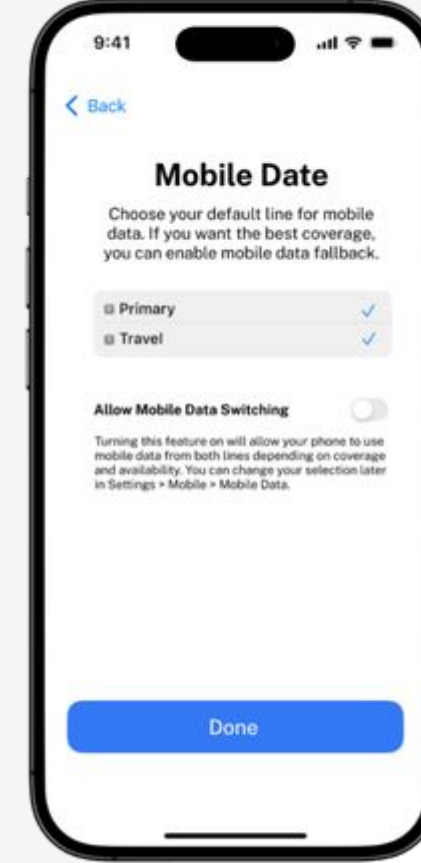 9:41
Back
Mobile Date
Choose your default line for mobile
data. If you want the best coverage,
you can enable mobile data fallback.
Primary
Travel
Allow Mobile Data Switching
Turning this feature on will allow your phone to use
mobile data from both lines depending on coverage
and availability. You can change your selection later
in Settings > Mobile > Mobile Data.
Done